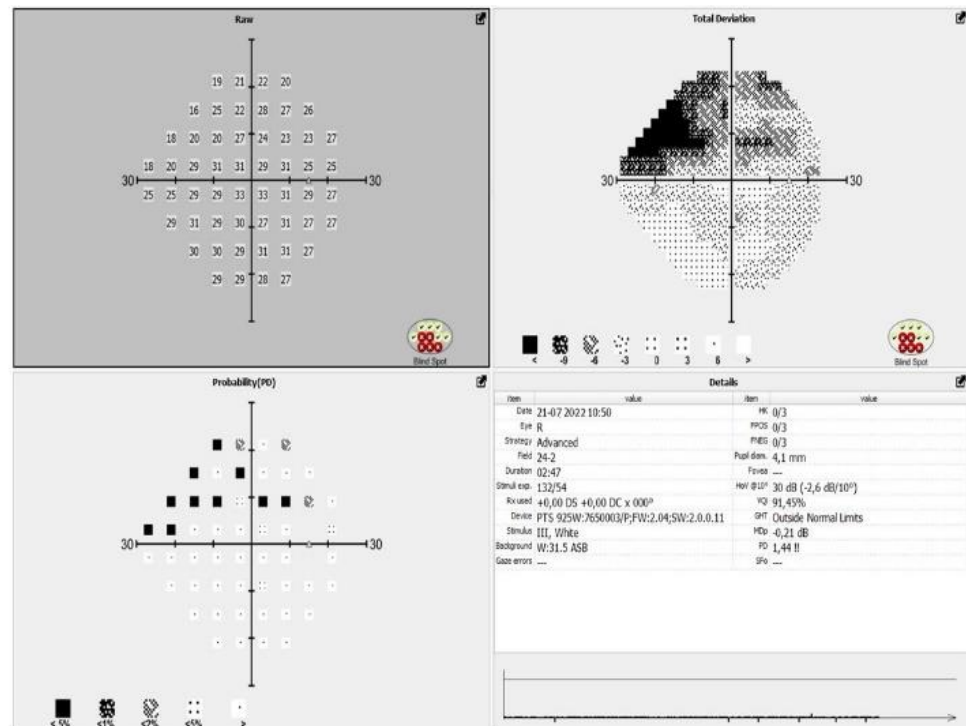 Raw
19 21 22 20
16 25 22 28 27 26
18 20 20 27 24 23 23 27
18 20 29 31 31 29 31 25 25
30 30
25 25 29 29 33 33 31 29 27
29 31 29 30 27 31 27 27
30 30 29 31 31 27
29 29 28 27
Blind Spot
Total Deviation
30 30
< -9 -6 -3 0 3 6 >
Blind Spot
Probability(PD)
30 30
<1% <2% <5% >
Details
item value item value
Date 21-07 2022 10:50 HK 0/3
Eye R FPOS 0/3
Strategy Advanced FNEG 0/3
Field 24-2 Pupil diam. 4,1 mm
Duration 02:47 Fovea ---
Stimuli exp. 132/54 HoV @10° 30 dB (-2,6 dB/10°)
Rx used +0,00 DS +0,00 DC x 000° VQI 91,45%
Device PTS 925W:7650003/P;FW:2.04;SW:2.0.0.11 GHT Outside Normal Limits
Stimulus III, White MDp -0,21 dB
Background W:31.5 ASB PD 1,44 !!
Gaze errors --- SFo ---